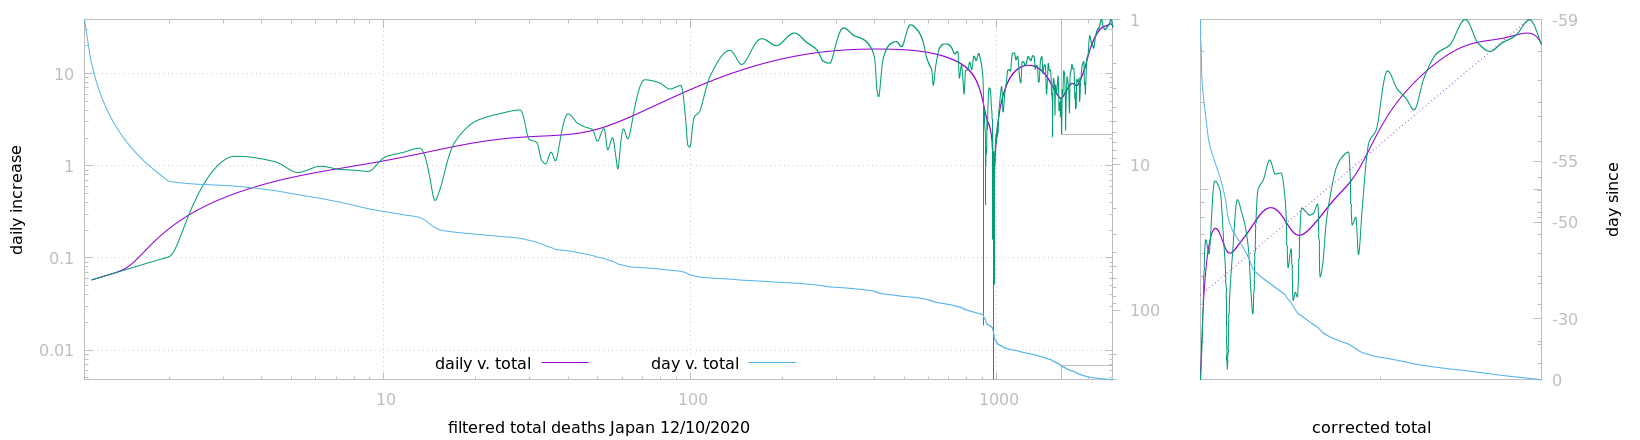 daily increase
10
1
0.1
0.01
daily v. total
day v. total
10
100
1000
filtered total deaths Japan 12/10/2020
1
10
100
-59
-55
-50
-30
0
day since
corrected total